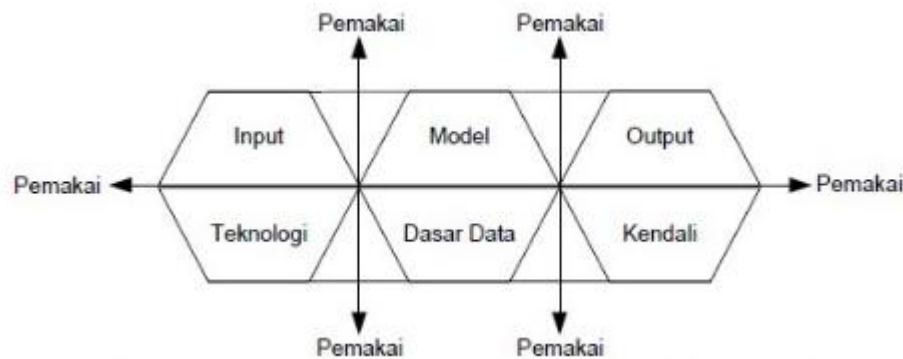 Pemakai Pemakai
Input Model Output
Pemakai Pemakai
Teknologi Dasar Data Kendali
Pemakai Pemakai